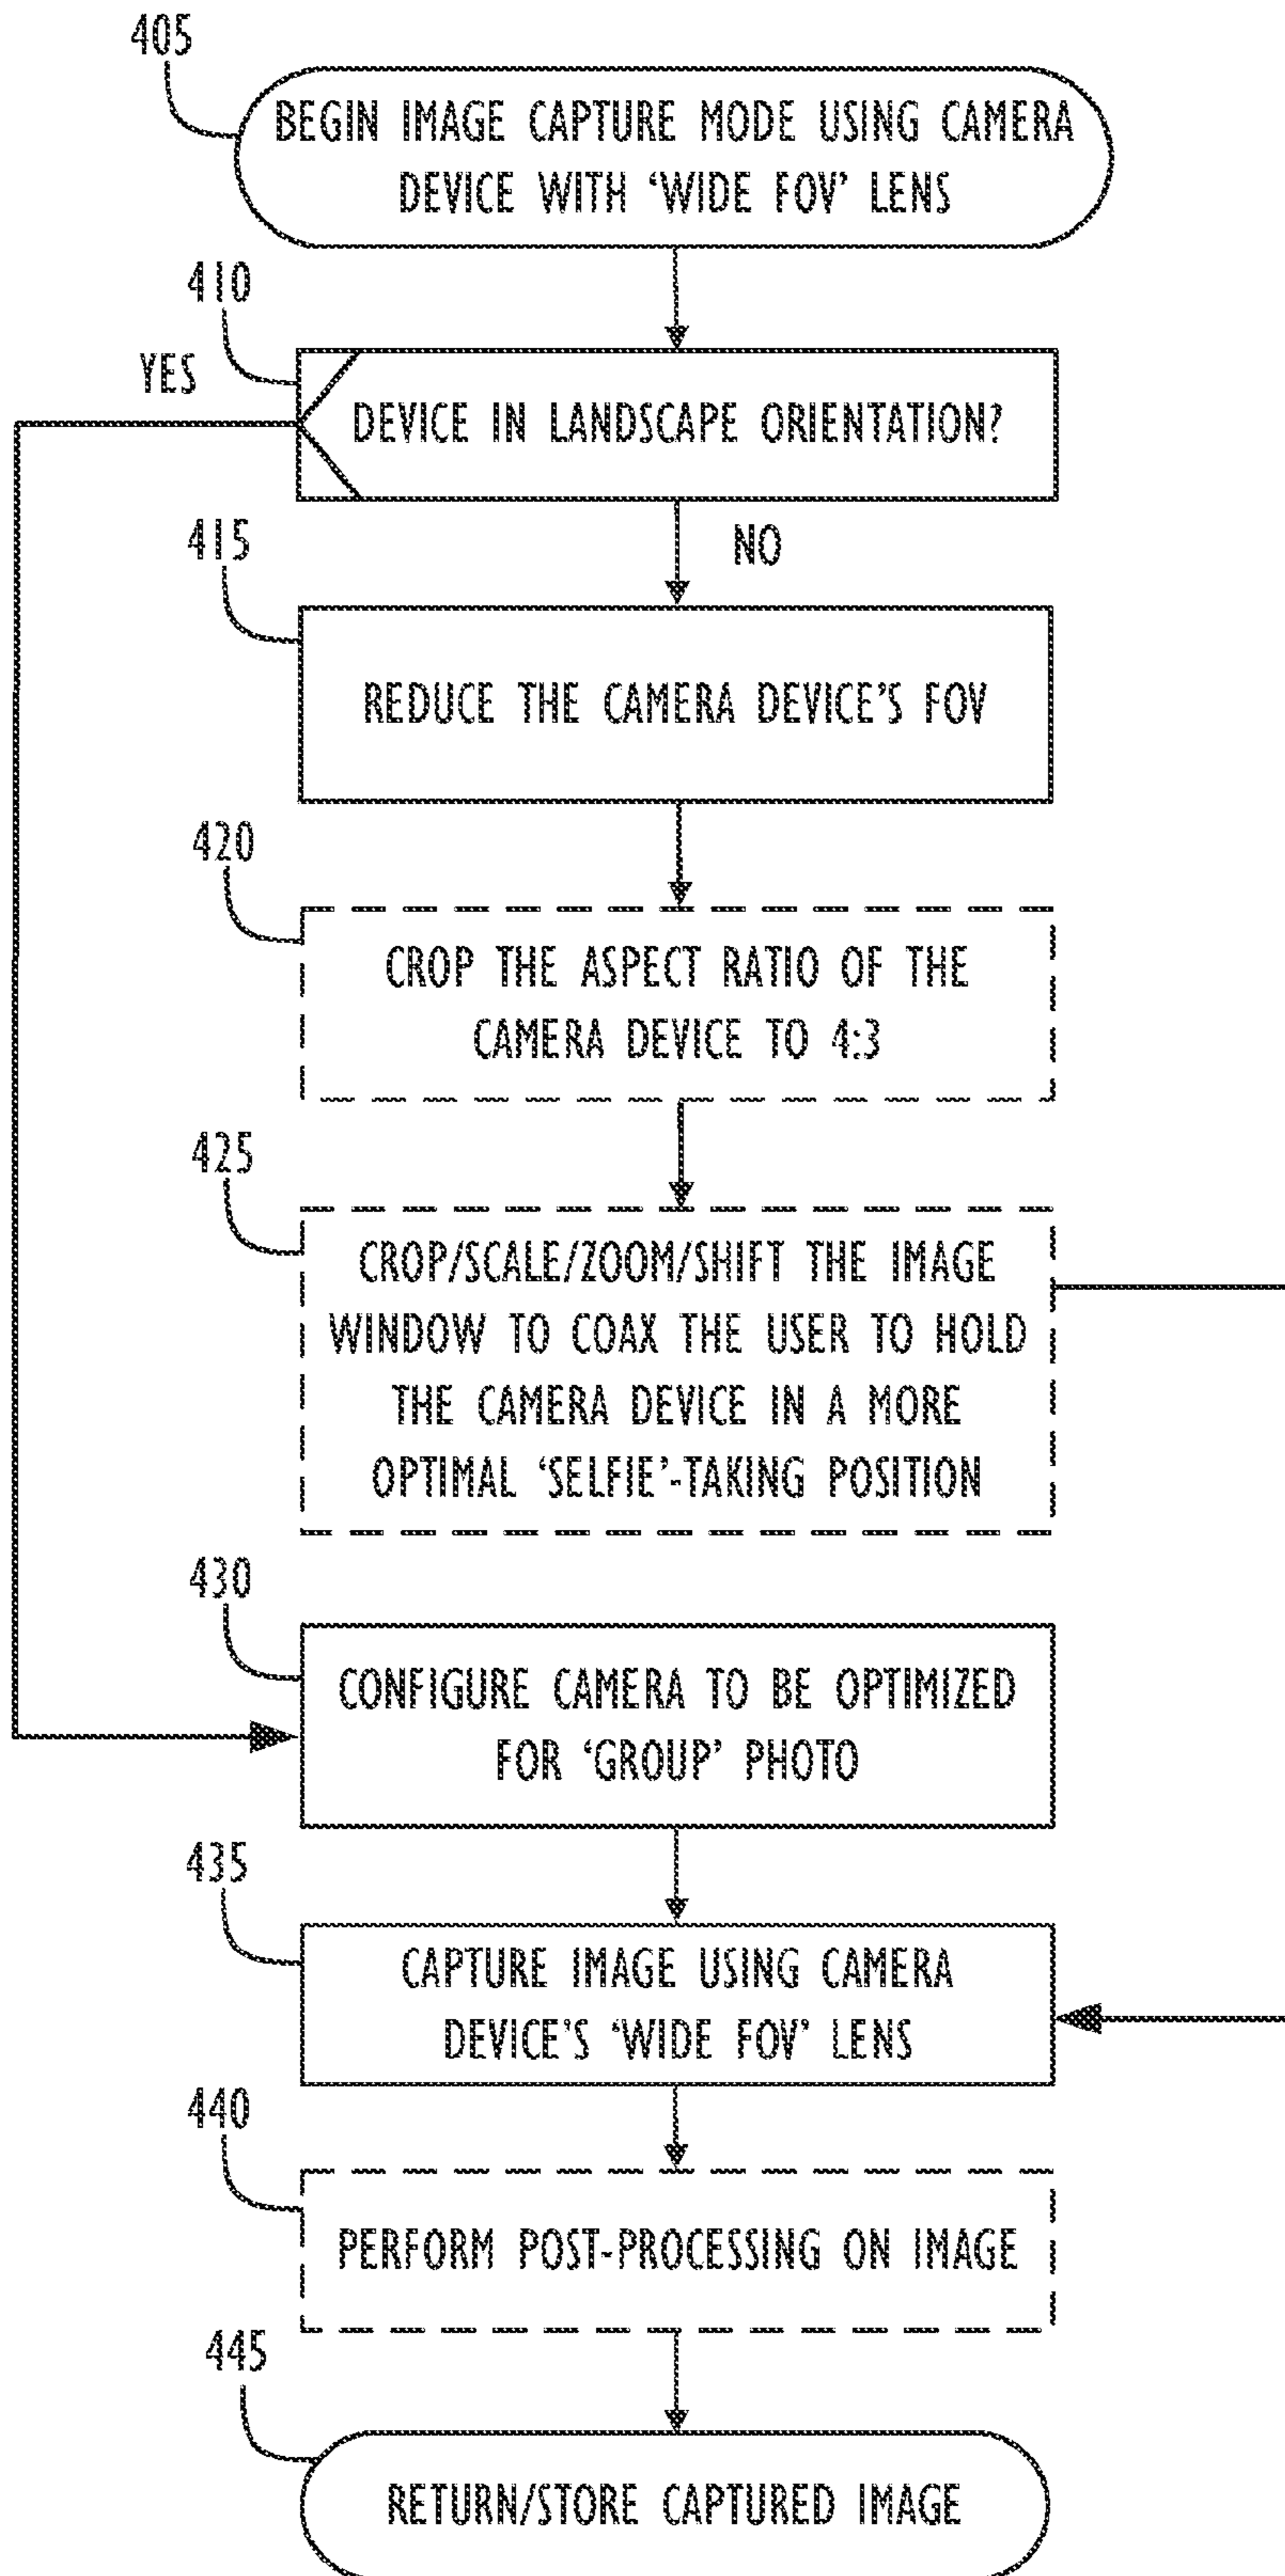 405
BEGIN IMAGE CAPTURE MODE USING CAMERA
DEVICE WITH ‘WIDE FOV’ LENS
410
YES
DEVICE IN LANDSCAPE ORIENTATION?
NO
415
REDUCE THE CAMERA DEVICE’S FOV
420
CROP THE ASPECT RATIO OF THE
CAMERA DEVICE TO 4:3
425
CROP/SCALE/ZOOM/SHIFT THE IMAGE
WINDOW TO COAX THE USER TO HOLD
THE CAMERA DEVICE IN A MORE
OPTIMAL ‘SELFIE’-TAKING POSITION
430
CONFIGURE CAMERA TO BE OPTIMIZED
FOR ‘GROUP’ PHOTO
435
CAPTURE IMAGE USING CAMERA
DEVICE’S ‘WIDE FOV’ LENS
440
PERFORM POST-PROCESSING ON IMAGE
445
RETURN/STORE CAPTURED IMAGE